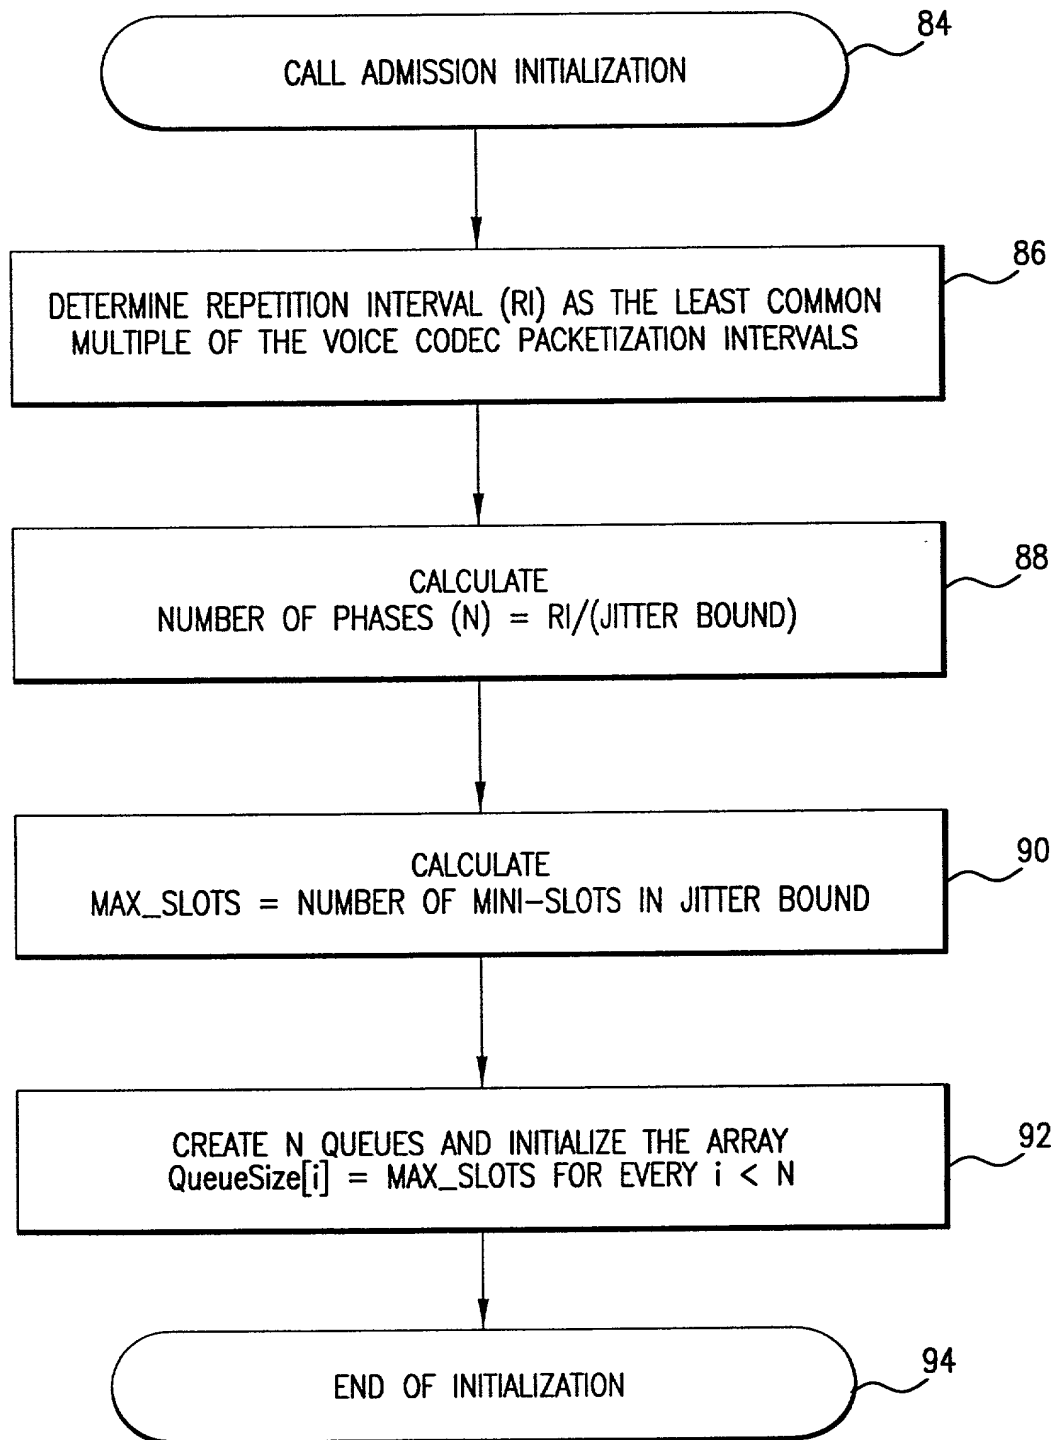 84
CALL ADMISSION INITIALIZATION
86
DETERMINE REPETITION INTERVAL (RI) AS THE LEAST COMMON
MULTIPLE OF THE VOICE CODEC PACKETIZATION INTERVALS
88
CALCULATE
NUMBER OF PHASES (N) = RI/(JITTER BOUND)
90
CALCULATE
MAX_SLOTS = NUMBER OF MINI-SLOTS IN JITTER BOUND
92
CREATE N QUEUES AND INITIALIZE THE ARRAY
QueueSize[i] = MAX_SLOTS FOR EVERY i < N
94
END OF INITIALIZATION